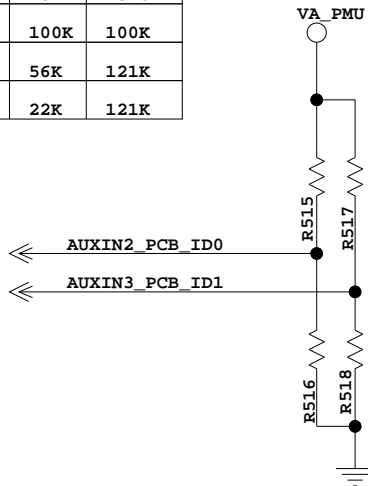 VA_PMU
100K 100K
56K 121K
22K 121K
R515
R517
AUXIN2_PCB_ID0
AUXIN3_PCB_ID1
R516
R518